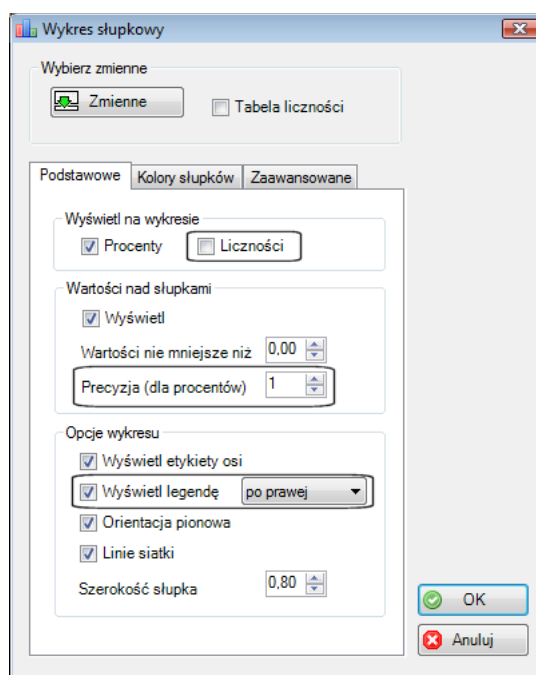 Wykres słupkowy
Wybierz zmienne
Zmienne
Tabela liczności
Podstawowe Kolory słupków Zaawansowane
Wyświetl na wykresie
Procenty Liczności
Wartości nad słupkami
Wyświetl
Wartości nie mniejsze niż 0,00
Precyzja (dla procentów) 1
Opcje wykresu
Wyświetl etykiety osi
Wyświetl legendę po prawej
Orientacja pionowa
Linie siatki
Szerokość słupka 0,80
OK
Anuluj